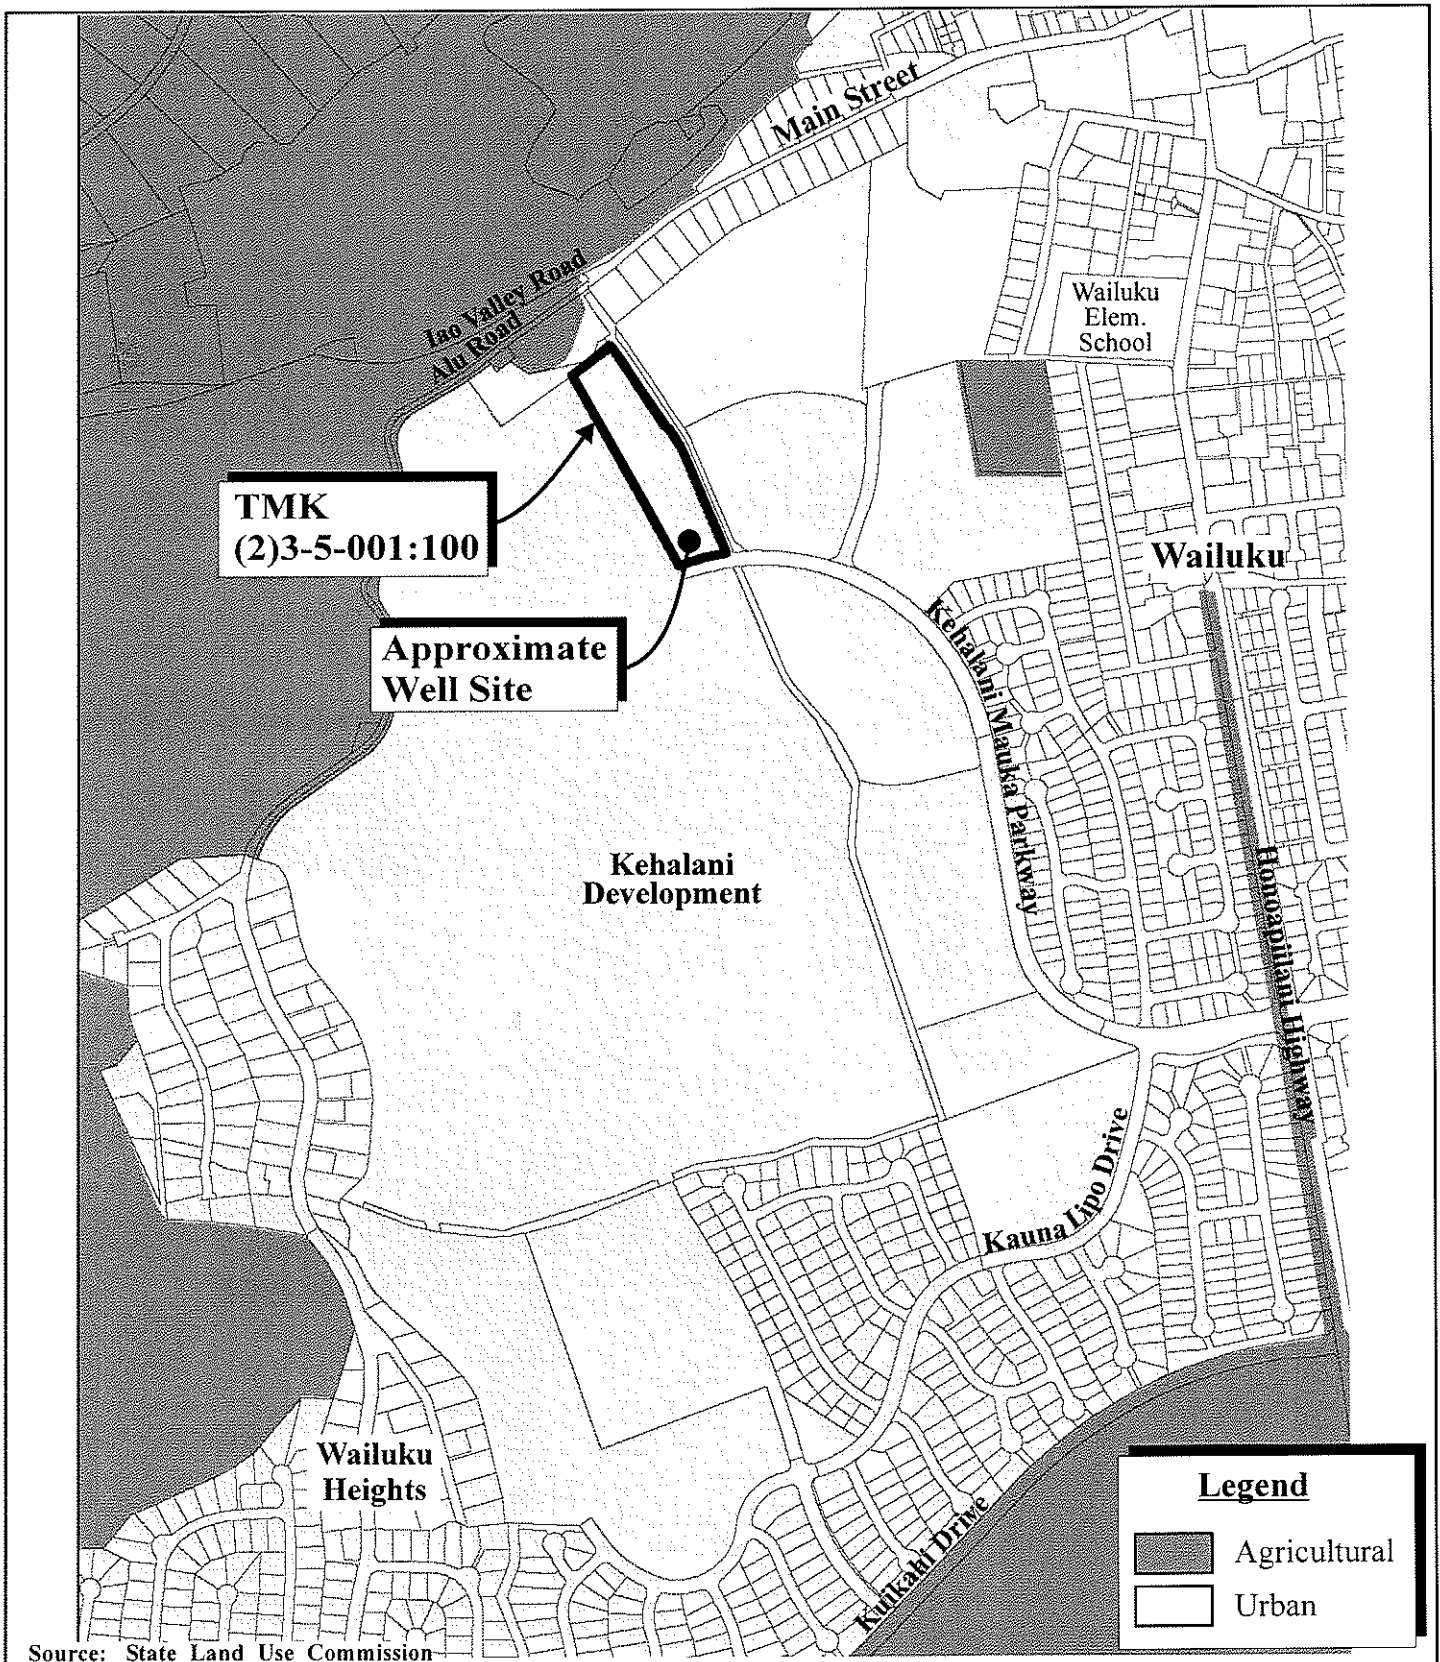 Main Street
Iao Valley Road
Alu Road
Wailuku
Elem.
School
TMK
(2)3-5-001:100
Wailuku
Approximate
Well Site
Kehalani Mauka Parkway
Kehalani
Development
Honoapiilani Highway
Kauna Lipo Drive
Wailuku
Heights
Kuikahi Drive
Legend
Agricultural
Urban
Source: State Land Use Commission